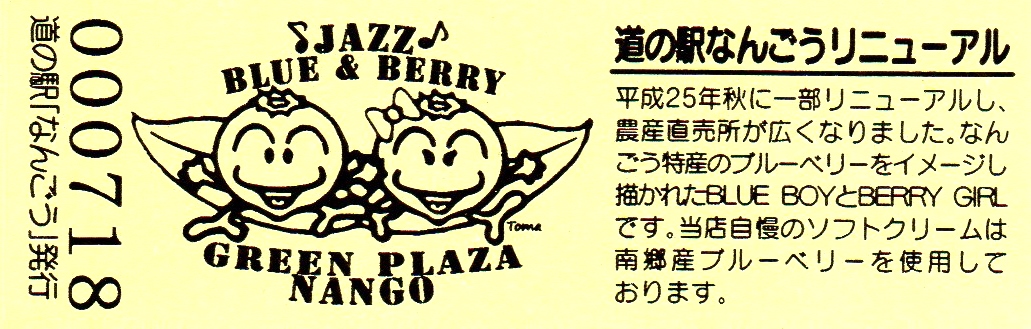 000718
道の駅「なんごう」発行
♪JAZZ♪
BLUE & BERRY
Toma
GREEN PLAZA
NANGO
道の駅なんごうリニューアル
平成25年秋に一部リニューアルし、
農産直売所が広くなりました。なん
ごう特産のブルーベリーをイメージし
描かれたBLUE BOYとBERRY GIRL
です。当店自慢のソフトクリームは
南郷産ブルーベリーを使用して
おります。